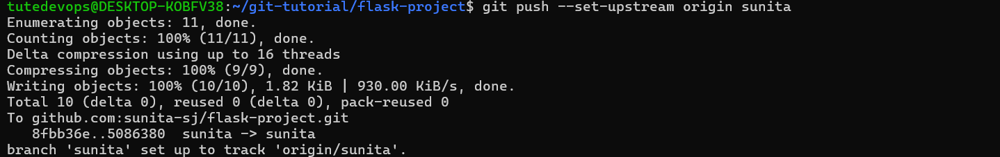 tutedevops@DESKTOP-KOBFV38:~/git-tutorial/flask-project$ git push --set-upstream origin sunita
Enumerating objects: 11, done.
Counting objects: 100% (11/11), done.
Delta compression using up to 16 threads
Compressing objects: 100% (9/9), done.
Writing objects: 100% (10/10), 1.82 KiB | 930.00 KiB/s, done.
Total 10 (delta 0), reused 0 (delta 0), pack-reused 0
To github.com:sunita-sj/flask-project.git
   8fbb36e..5086380  sunita -> sunita
branch 'sunita' set up to track 'origin/sunita'.